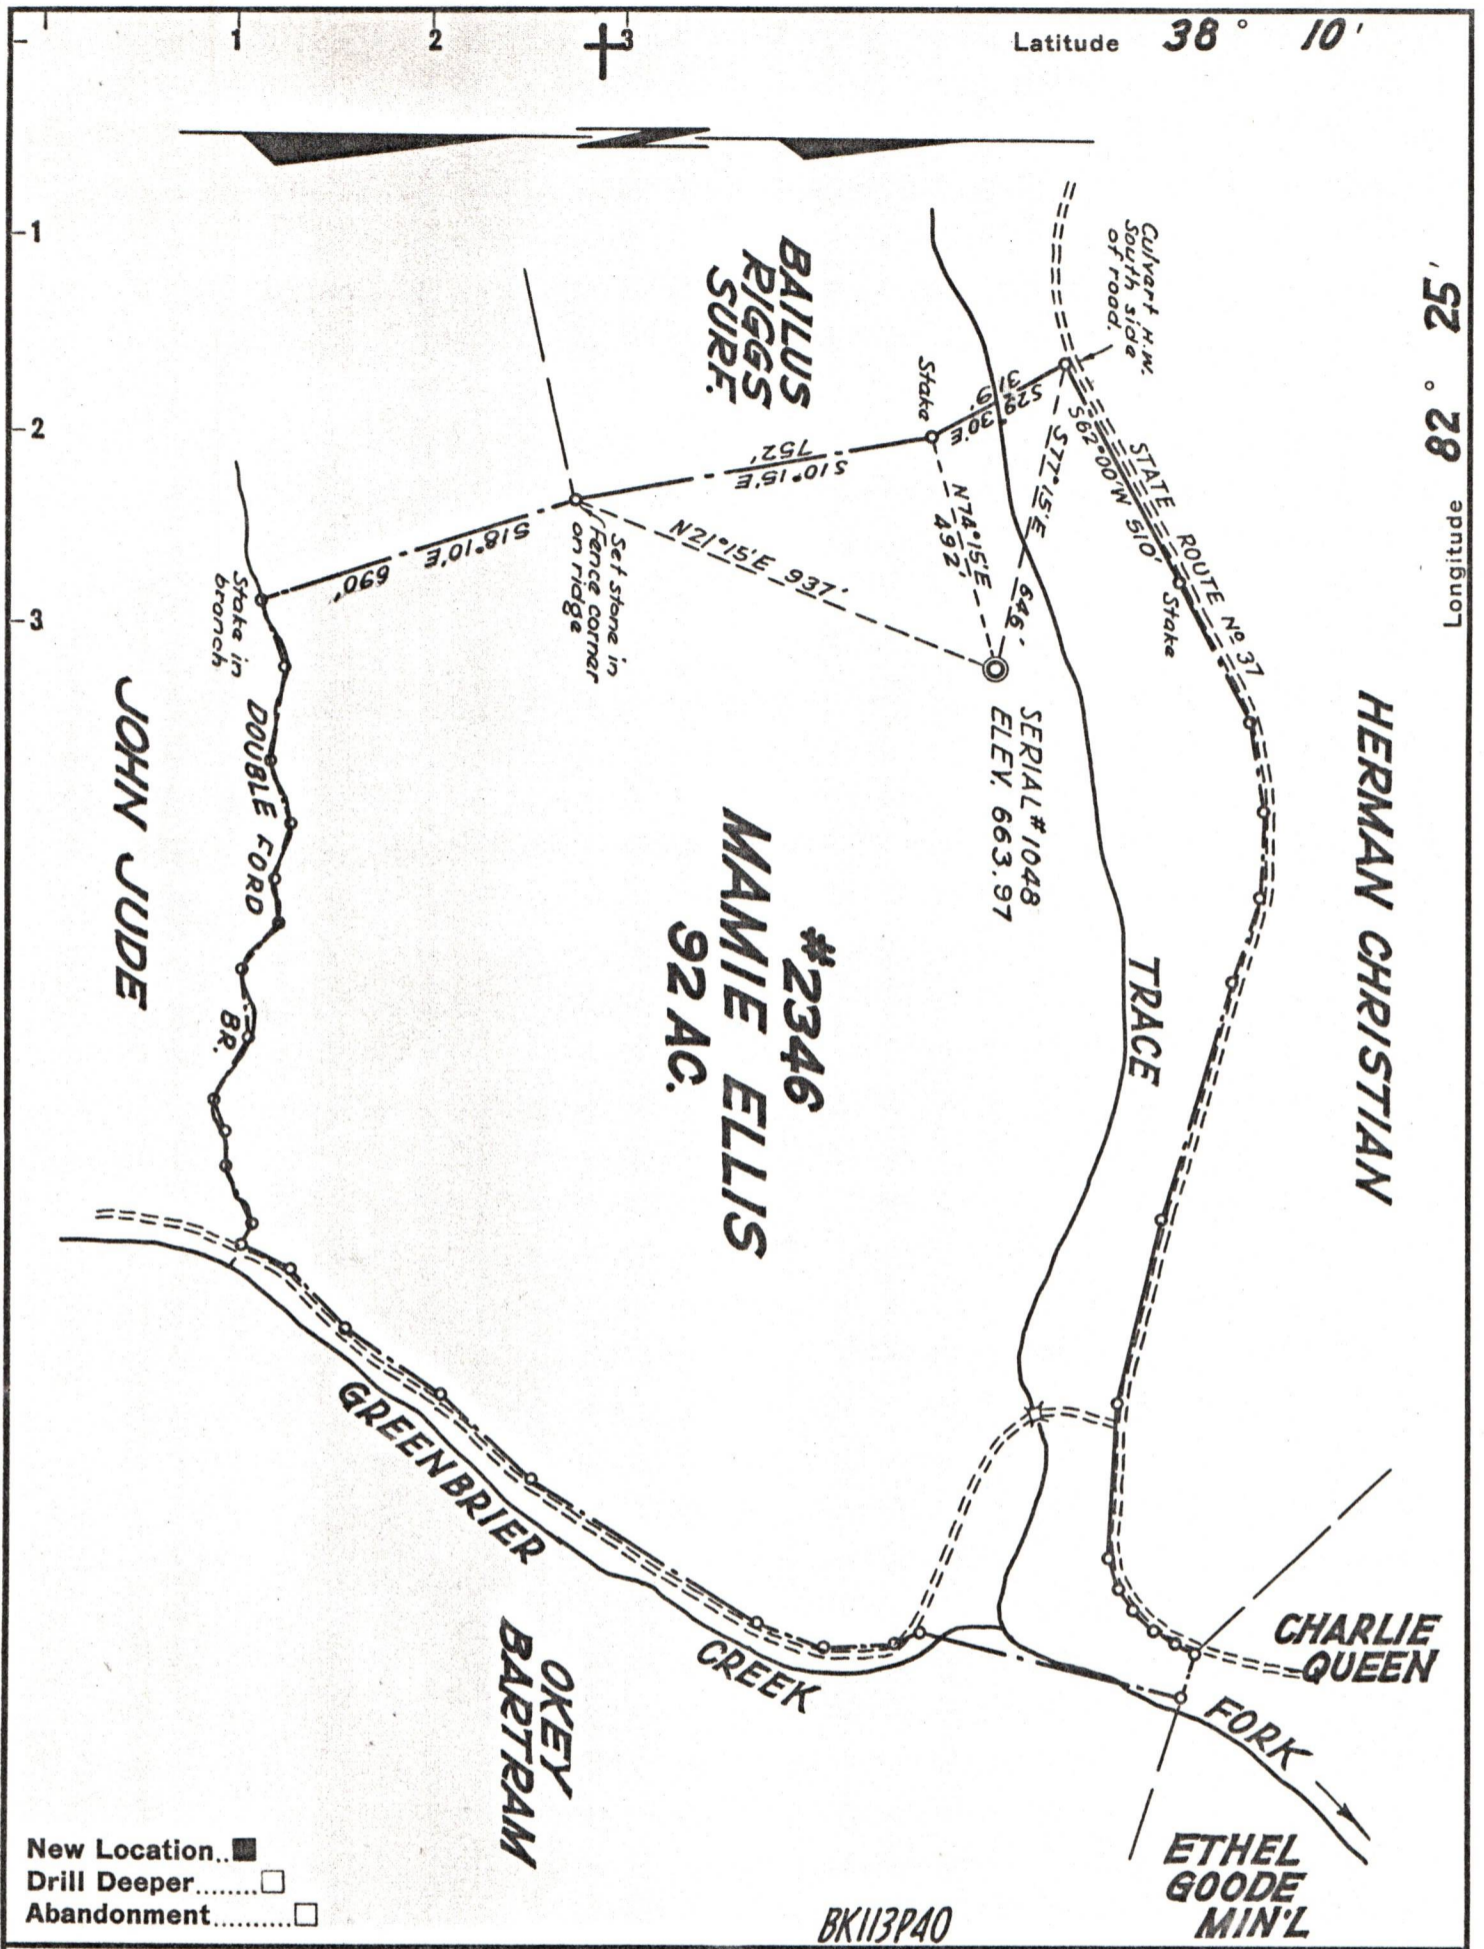 1
2
3
Latitude 38° 10'
1
2
3
Longitude 82° 25'
Culvart H.W.
South side
of road.
BAILUS
RIGGS
SURF.
Stake
S29°30'E
319'
S77°15'E 646'
S62°00'W 510'
STATE ROUTE Nº 37
Stake
N74°15'E
492'
S10°15'E
752'
N21°15'E 937'
Set stone in
fence corner
on ridge
S18°10'E 690'
Stake in
branch
DOUBLE FORD BR.
JOHN JUDE
SERIAL #1048
ELEV. 663.97
HERMAN CHRISTIAN
#2346
MAMIE ELLIS
92 AC.
TRACE FORK
GREENBRIER CREEK
OKEY
BARTRAM
CHARLIE
QUEEN
ETHEL
GOODE
MIN'L
New Location..
Drill Deeper........
Abandonment..........
BK113P40